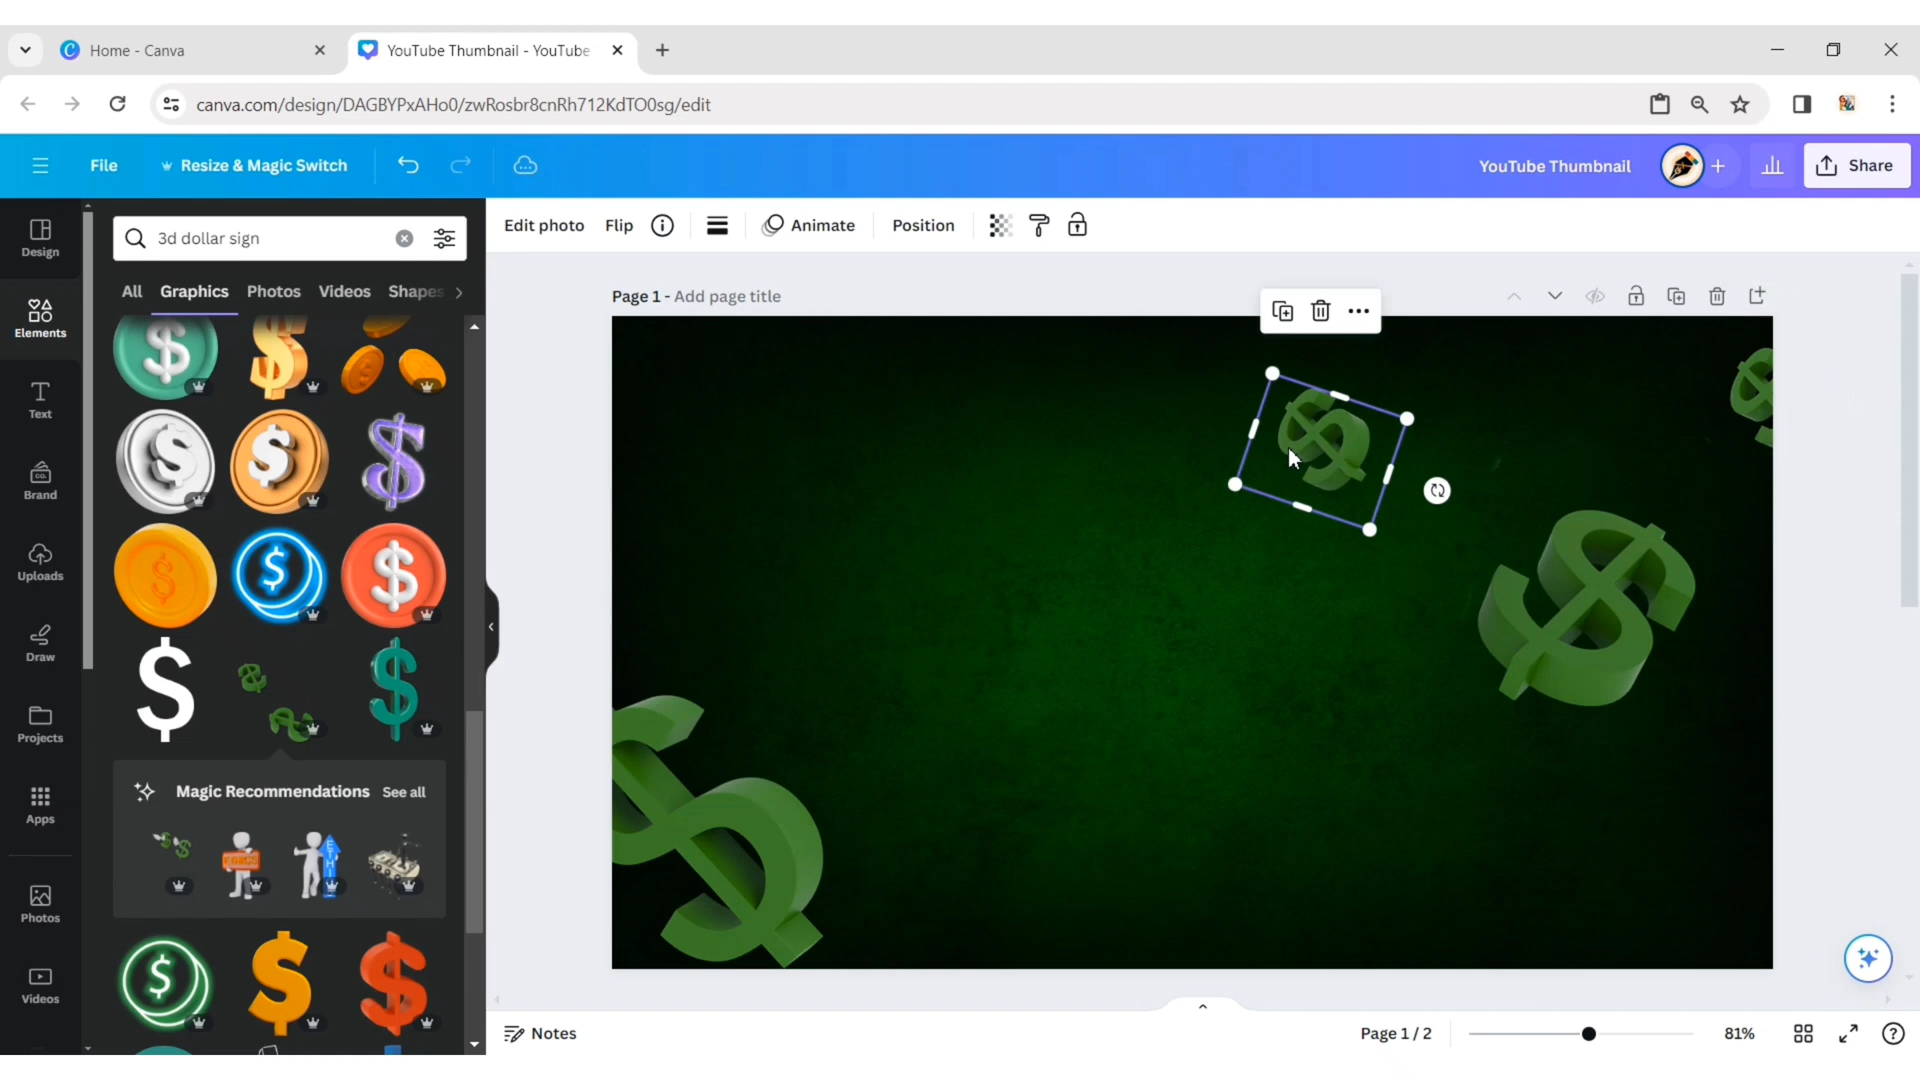 Home - Canva
YouTube Thumbnail - YouTube
canva.com/design/DAGBYPxAHo0/zwRosbr8cnRh712KdTO0sg/edit
File
Resize & Magic Switch
YouTube Thumbnail
Share
3d dollar sign
Edit photo
Flip
Animate
Position
Design
Elements
Text
Brand
Uploads
Draw
Projects
Apps
Photos
Videos
All
Graphics
Photos
Videos
Shapes
Page 1 - Add page title
Magic Recommendations
See all
Notes
Page 1 / 2
81%